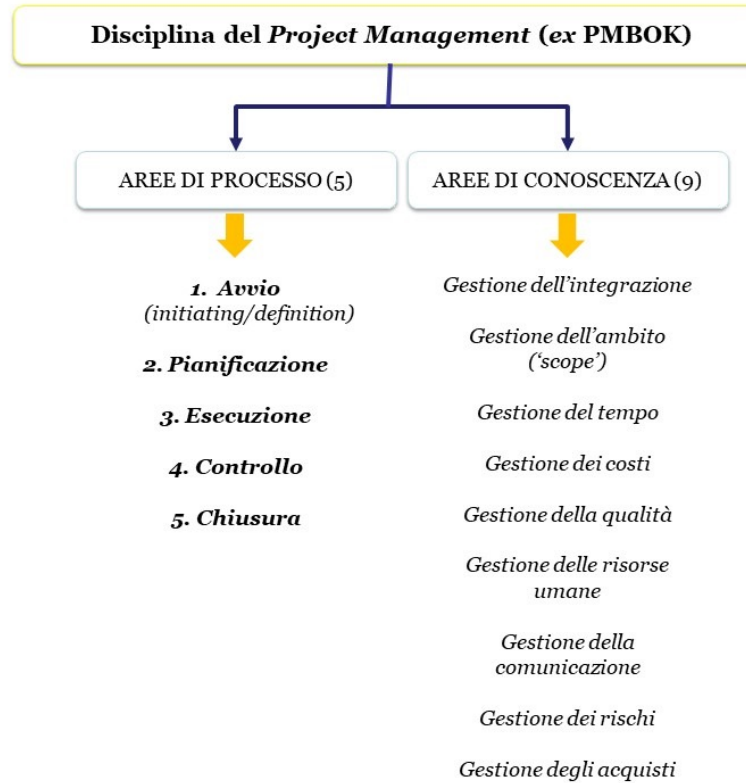 Disciplina del Project Management (ex PMBOK)
AREE DI PROCESSO (5)
1. Avvio
(initiating/definition)
2. Pianificazione
3. Esecuzione
4. Controllo
5. Chiusura
AREE DI CONOSCENZA (9)
Gestione dell'integrazione
Gestione dell'ambito
('scope')
Gestione del tempo
Gestione dei costi
Gestione della qualità
Gestione delle risorse
umane
Gestione della
comunicazione
Gestione dei rischi
Gestione degli acquisti